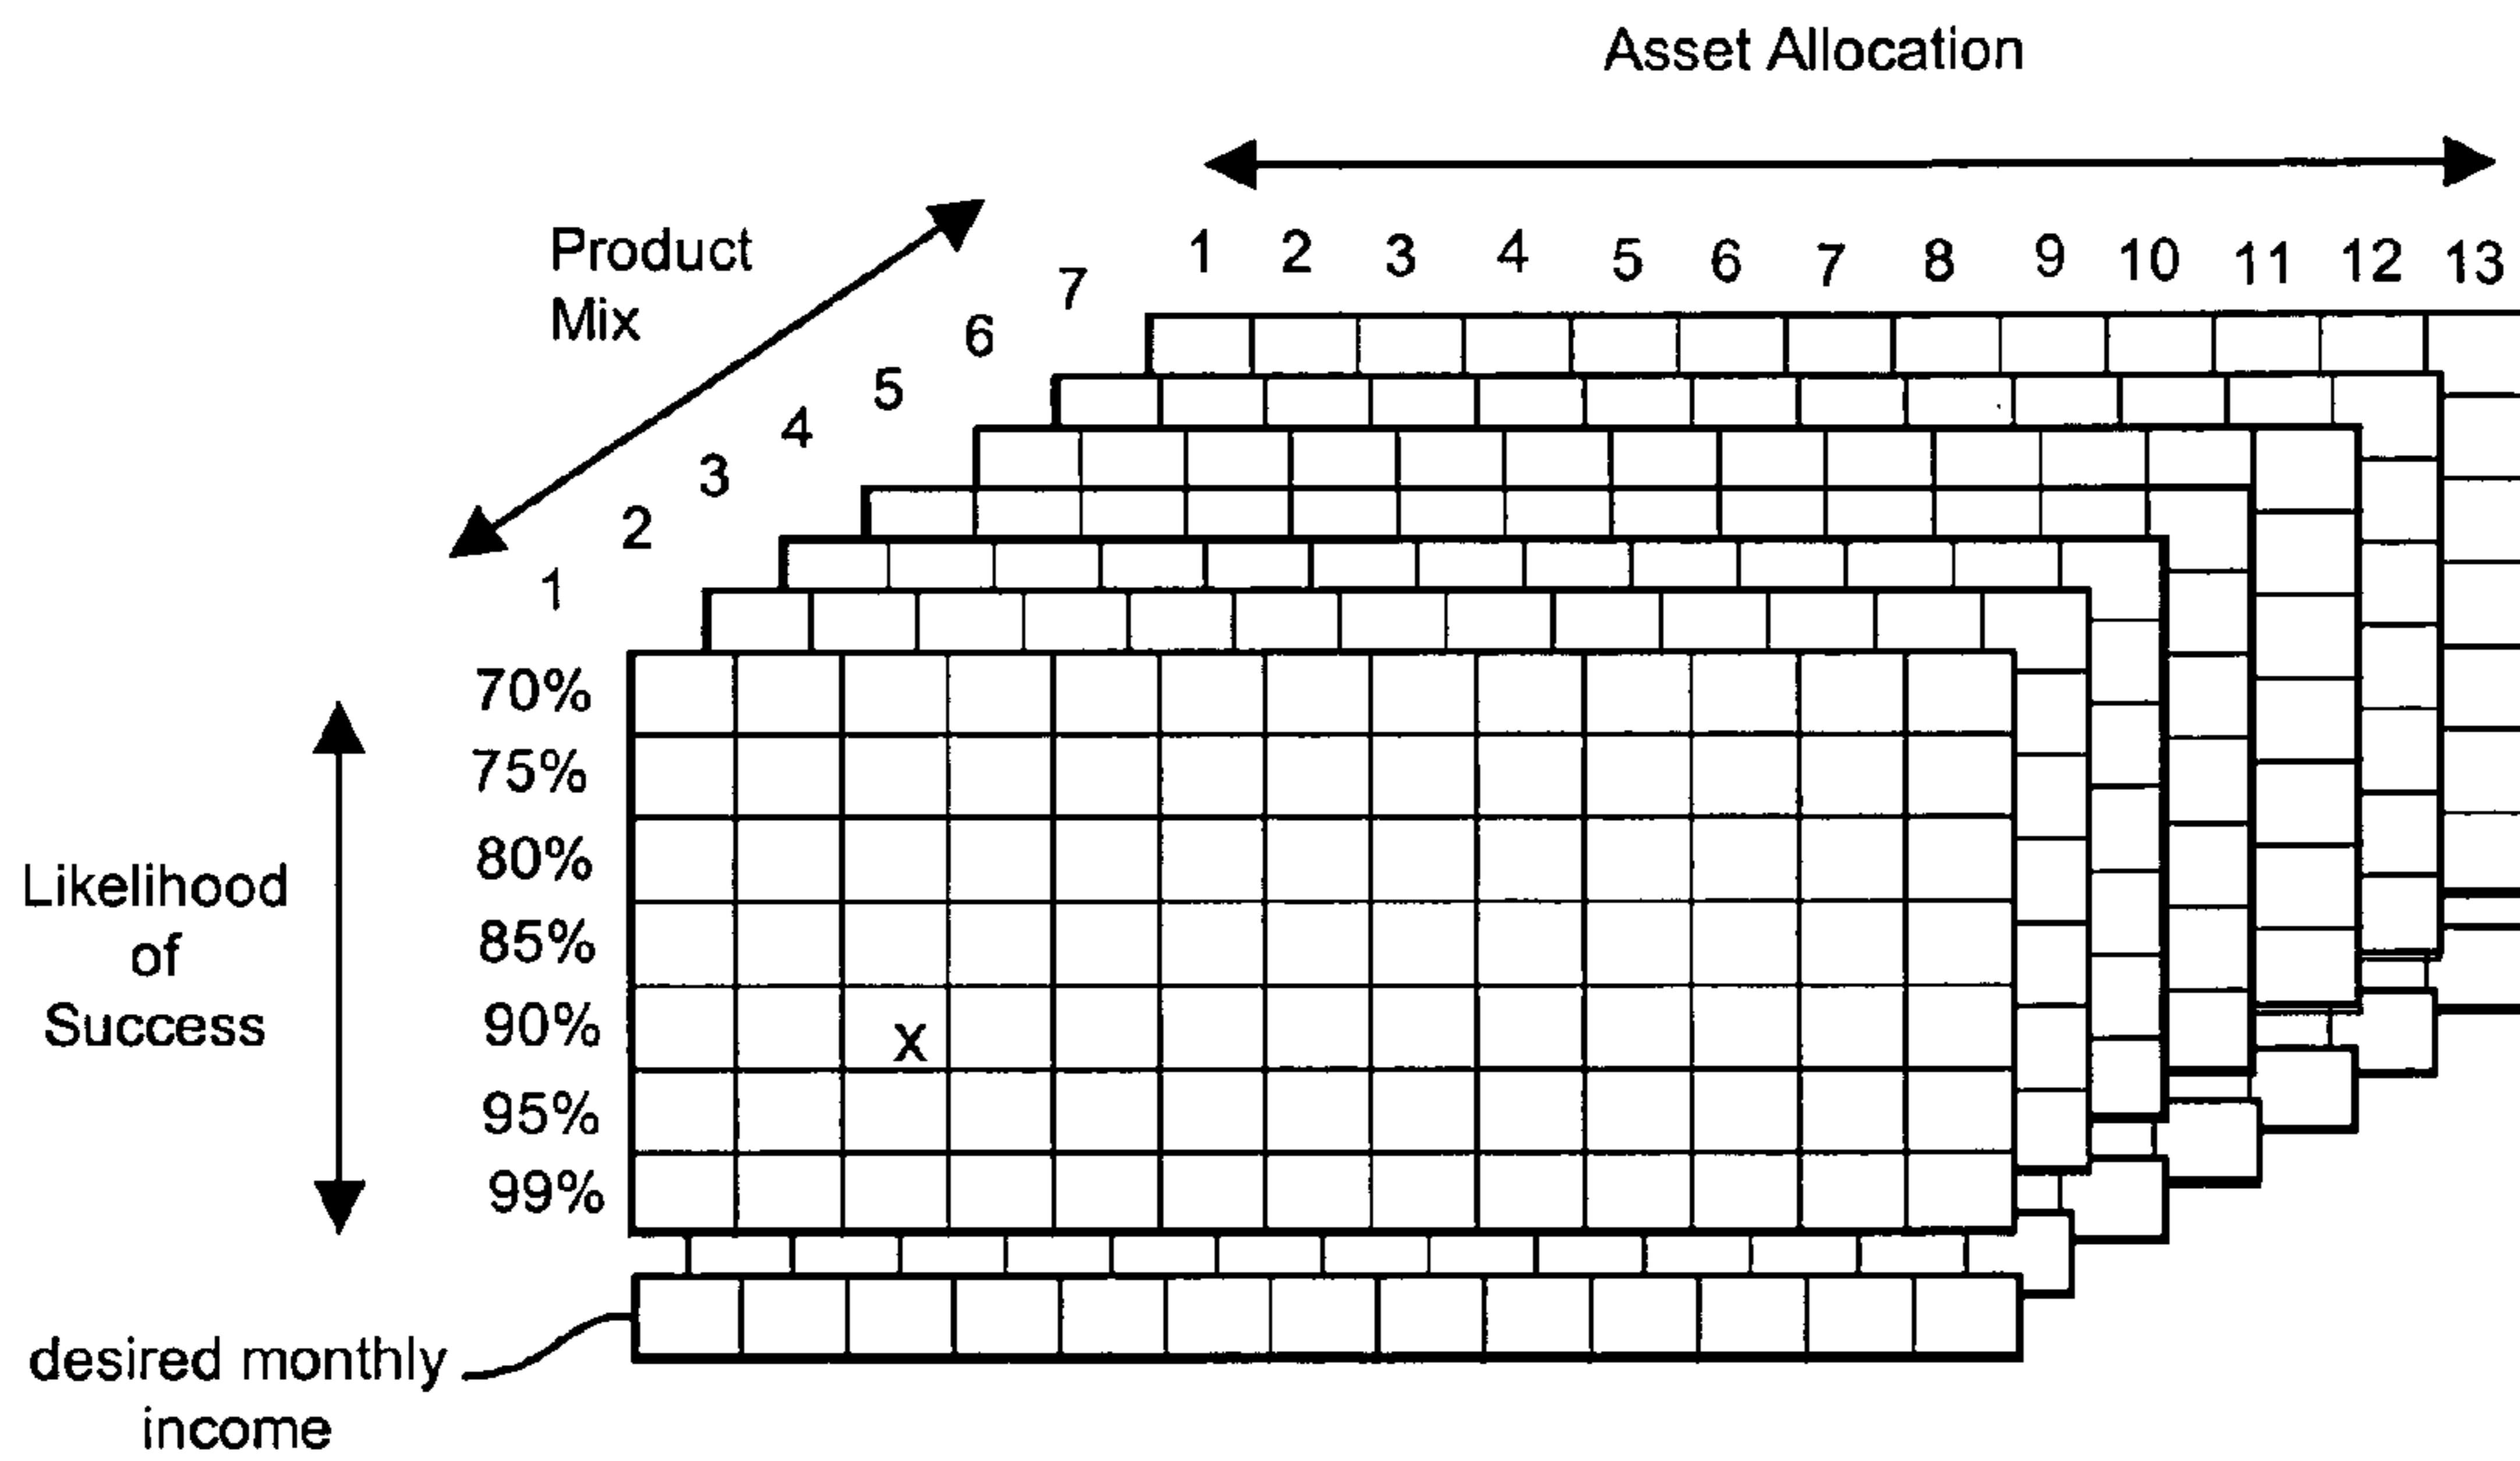 Asset Allocation
Product
Mix
1 2 3 4 5 6 7
1 2 3 4 5 6 7 8 9 10 11 12 13
70%
75%
80%
85%
90%
95%
99%
x
Likelihood
of
Success
desired monthly
income